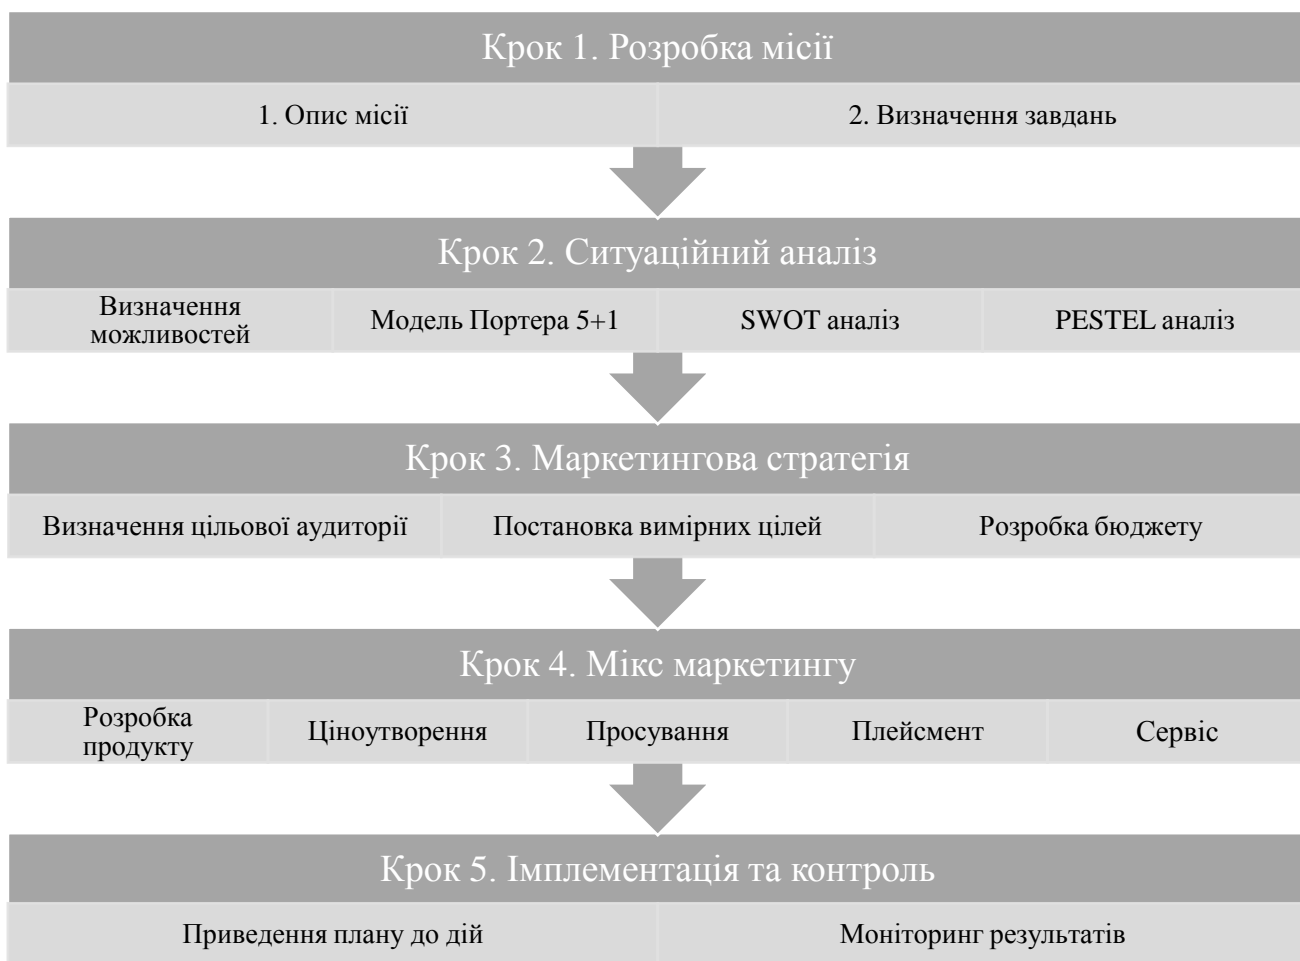 Крок 1. Розробка місії
1. Опис місії
2. Визначення завдань
Крок 2. Ситуаційний аналіз
Визначення
можливостей
Модель Портера 5+1
SWOT аналіз
PESTEL аналіз
Крок 3. Маркетингова стратегія
Визначення цільової аудиторії
Постановка вимірних цілей
Розробка бюджету
Крок 4. Мікс маркетингу
Розробка
продукту
Ціноутворення
Просування
Плейсмент
Сервіс
Крок 5. Імплементація та контроль
Приведення плану до дій
Моніторинг результатів